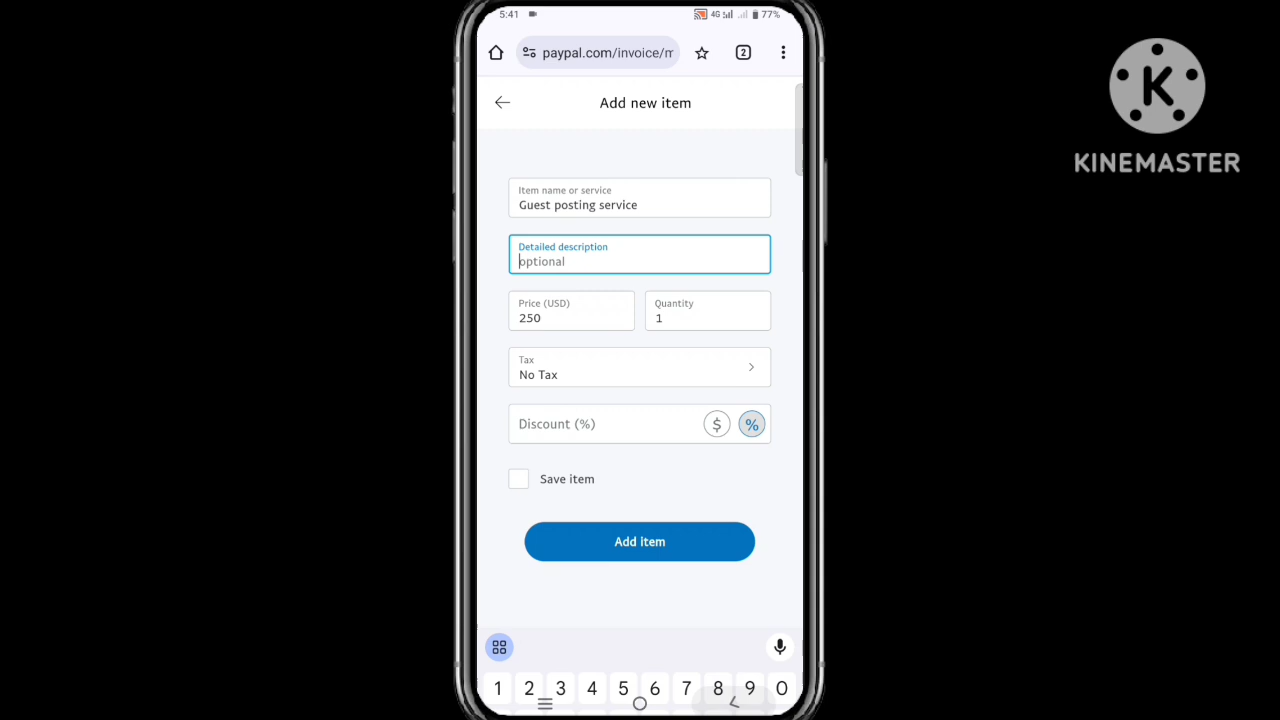 5:41
4G
77%
paypal.com/invoice/m
2
Add new item
Item name or service
Guest posting service
Detailed description
optional
Price (USD)
250
Quantity
1
Tax
No Tax
Discount (%)
$
%
Save item
Add item
1 2 3 4 5 6 7 8 9 0
K
KINEMASTER